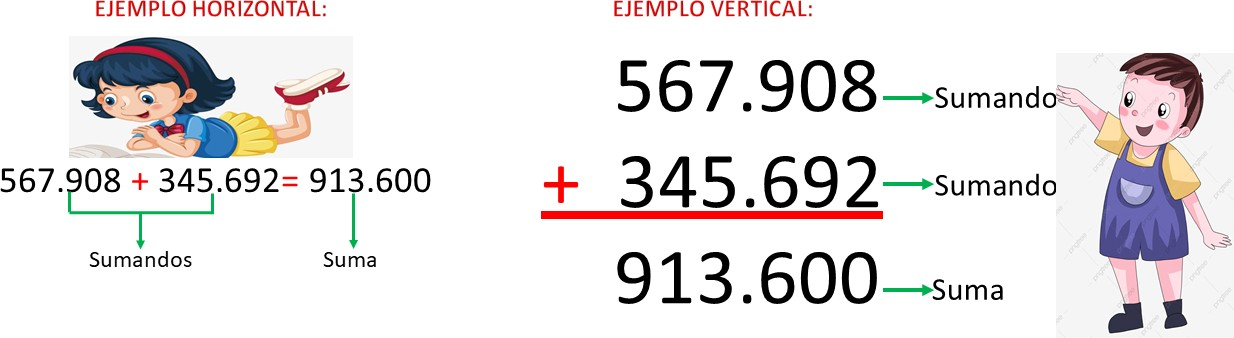 EJEMPLO HORIZONTAL:
567.908 + 345.692= 913.600
Sumandos
Suma
EJEMPLO VERTICAL:
567.908 Sumando
+ 345.692 Sumando
913.600 Suma